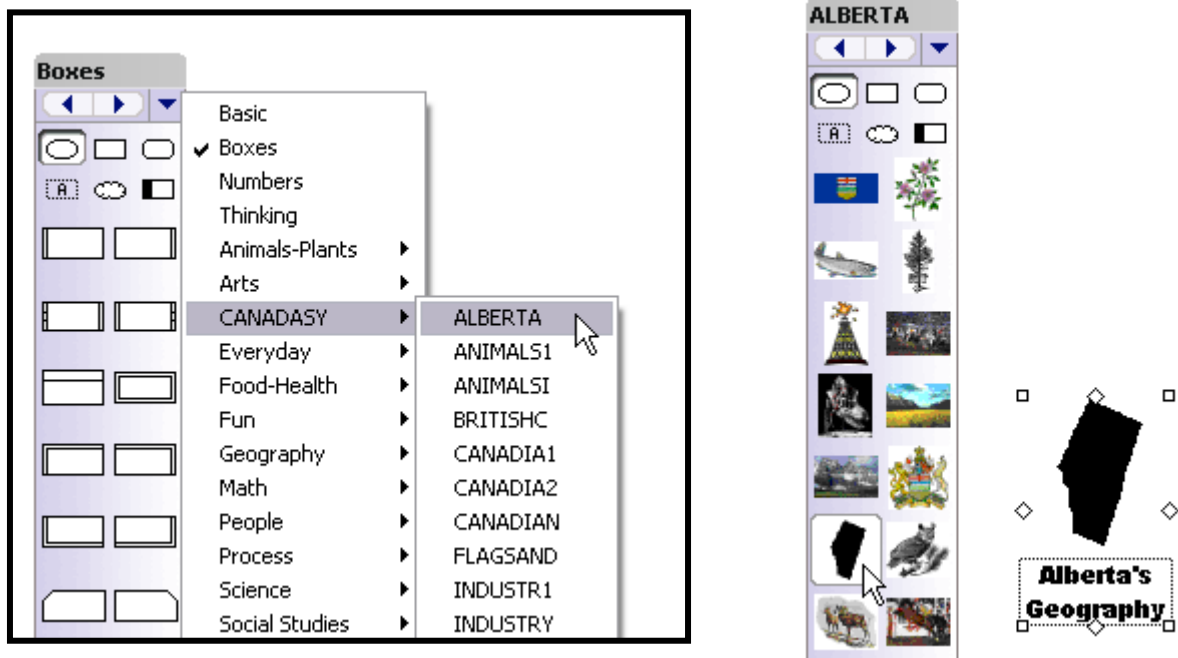 Boxes
A
Basic
Boxes
Numbers
Thinking
Animals-Plants
Arts
CANADASY
Everyday
Food-Health
Fun
Geography
Math
People
Process
Science
Social Studies
ALBERTA
ANIMALS1
ANIMALSI
BRITISHC
CANADIA1
CANADIA2
CANADIAN
FLAGSAND
INDUSTR1
INDUSTRY
ALBERTA
A
Alberta's
Geography